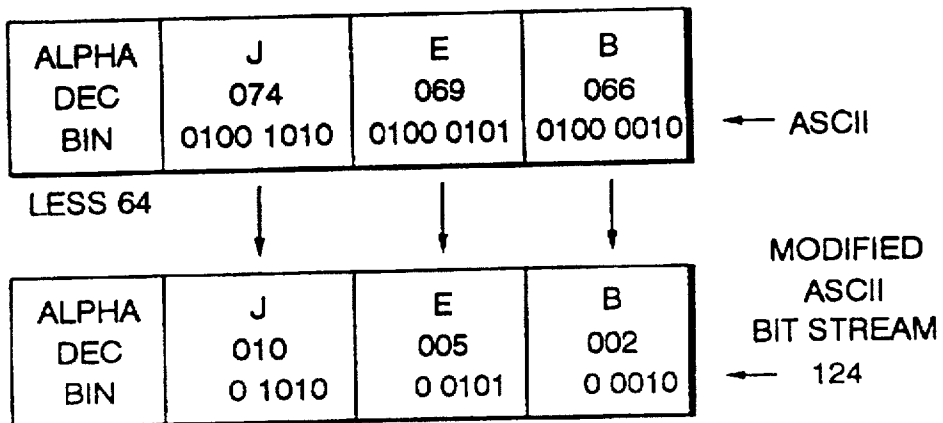 ALPHA J E B
DEC 074 069 066
BIN 0100 1010 0100 0101 0100 0010 ASCII
LESS 64
MODIFIED
ASCII
BIT STREAM
124
ALPHA J E B
DEC 010 005 002
BIN 0 1010 0 0101 0 0010